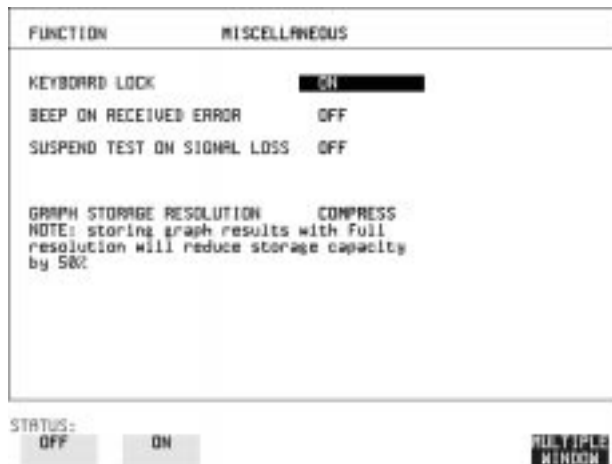 FUNCTION MISCELLANEOUS
KEYBOARD LOCK ON
BEEP ON RECEIVED ERROR OFF
SUSPEND TEST ON SIGNAL LOSS OFF
GRAPH STORAGE RESOLUTION COMPRESS
NOTE: storing graph results with Full
resolution will reduce storage capacity
by 50%
STATUS:
OFF ON MULTIPLE
WINDOW